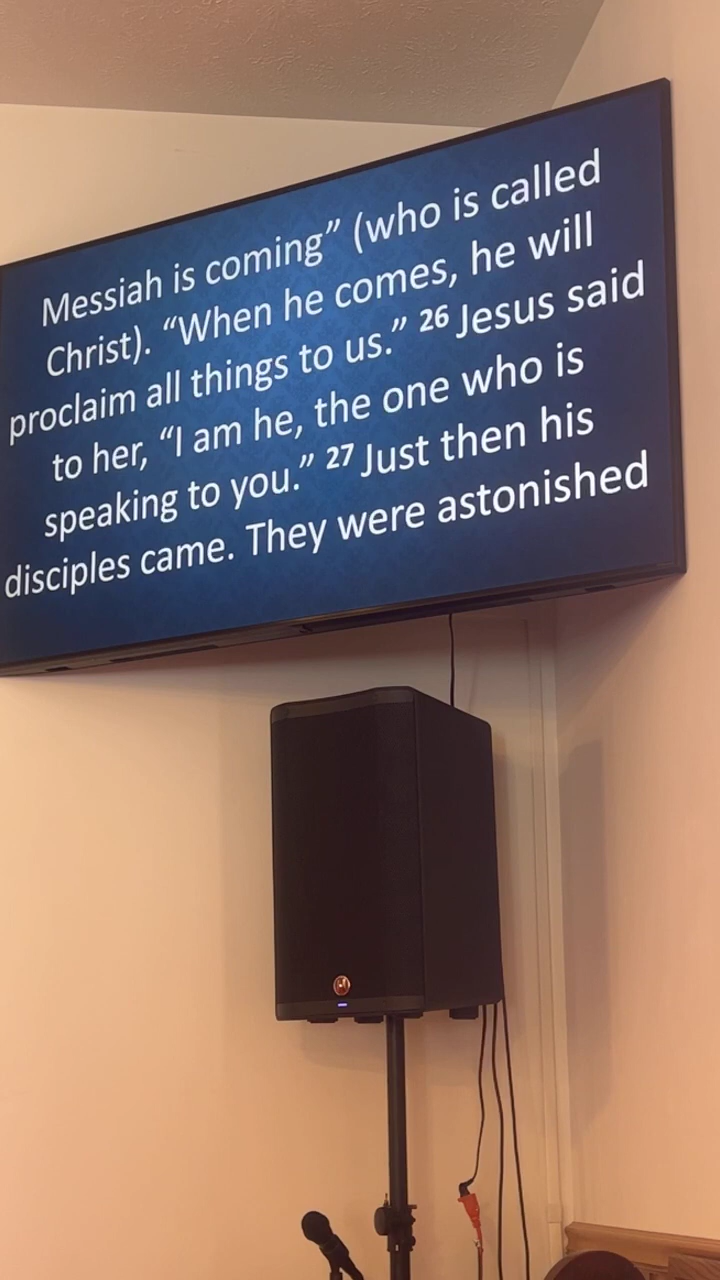 Messiah is coming” (who is called
Christ). “When he comes, he will
proclaim all things to us.” 26 Jesus said
to her, “I am he, the one who is
speaking to you.” 27 Just then his
disciples came. They were astonished